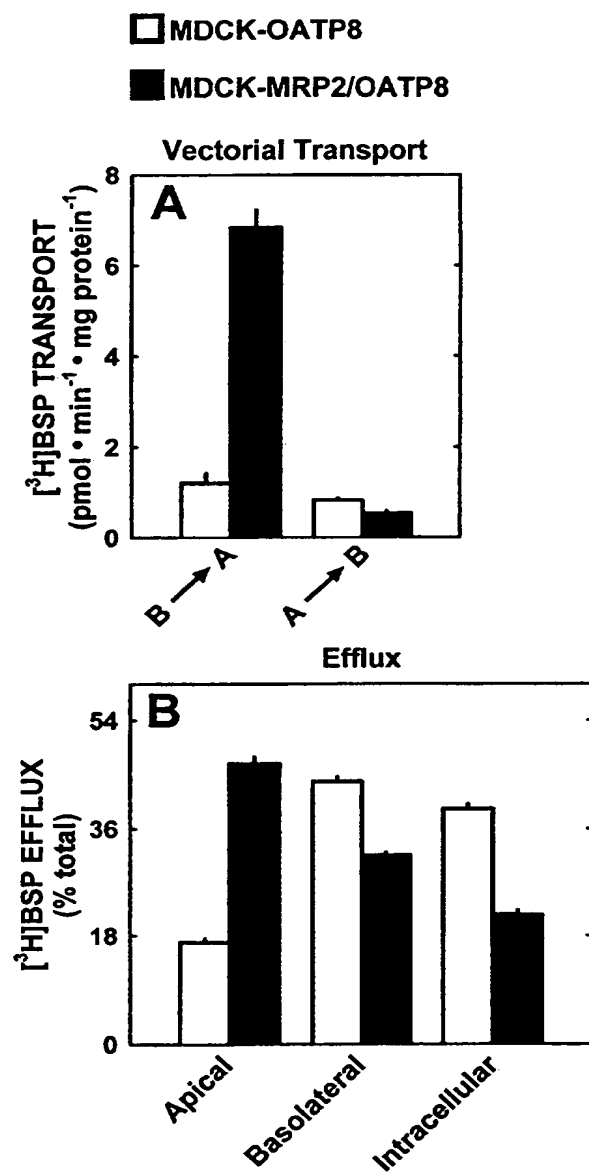 MDCK-OATP8
MDCK-MRP2/OATP8
Vectorial Transport
A
[³H]BSP TRANSPORT
(pmol • min⁻¹ • mg protein⁻¹)
8
6
4
2
0
B → A
A → B
Efflux
B
[³H]BSP EFFLUX
(% total)
54
36
18
0
Apical
Basolateral
Intracellular